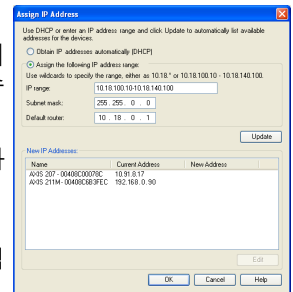 Assign IP Address
Use DHCP or enter an IP address range and click Update to automatically list available
addresses for the devices.
Obtain IP addresses automatically (DHCP)
Assign the following IP address range:
Use wildcards to specify the range, either as 10.18.* or 10.18.100.10 - 10.18.140.100.
IP range: 10.18.100.10-10.18.140.100
Subnet mask: 255 . 255 . 0 . 0
Default router: 10 . 18 . 0 . 1
Update
New IP Addresses:
Name Current Address New Address
AXIS 207 - 00408C00078C 10.91.8.17
AXIS 211M - 00408C6B3FEC 192.168.0.90
Edit
OK Cancel Help